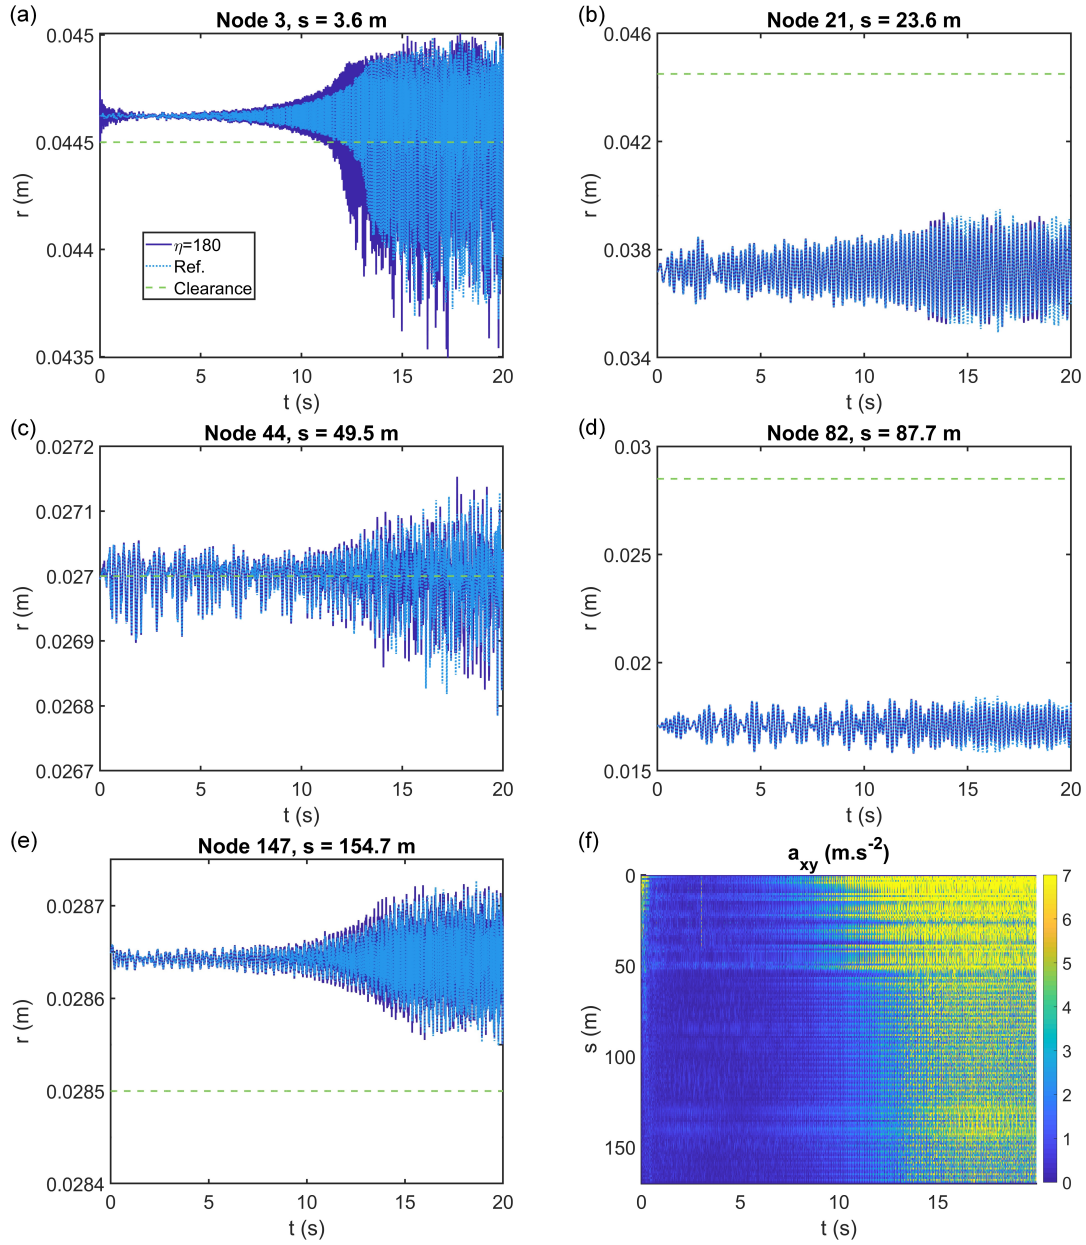 (a)
Node 3, s = 3.6 m
0.045
0.0445
0.044
0.0435
r (m)
η=180
Ref.
Clearance
0 5 10 15 20
t (s)
(b)
Node 21, s = 23.6 m
0.046
0.042
0.038
0.034
r (m)
0 5 10 15 20
t (s)
(c)
Node 44, s = 49.5 m
0.0272
0.0271
0.027
0.0269
0.0268
0.0267
r (m)
0 5 10 15 20
t (s)
(d)
Node 82, s = 87.7 m
0.03
0.025
0.02
0.015
r (m)
0 5 10 15 20
t (s)
(e)
Node 147, s = 154.7 m
0.0287
0.0286
0.0285
0.0284
r (m)
0 5 10 15 20
t (s)
(f)
a_xy (m.s^-2)
0
50
100
150
s (m)
0 5 10 15
t (s)
7
6
5
4
3
2
1
0